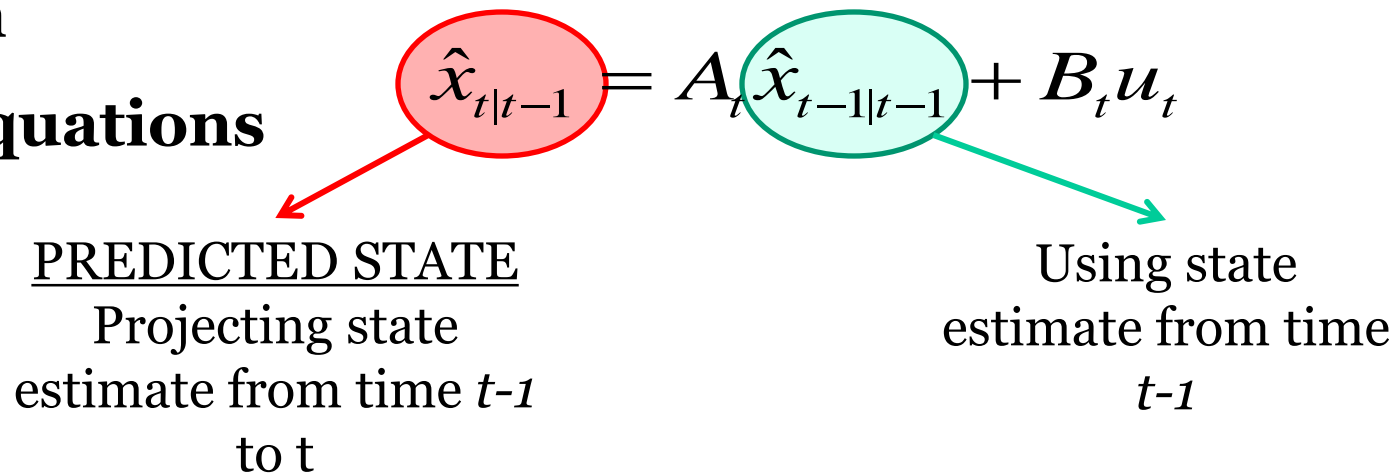 x̂_{t|t−1} = A_t x̂_{t−1|t−1} + B_t u_t
quations
PREDICTED STATE
Projecting state
estimate from time t-1
to t
Using state
estimate from time
t-1